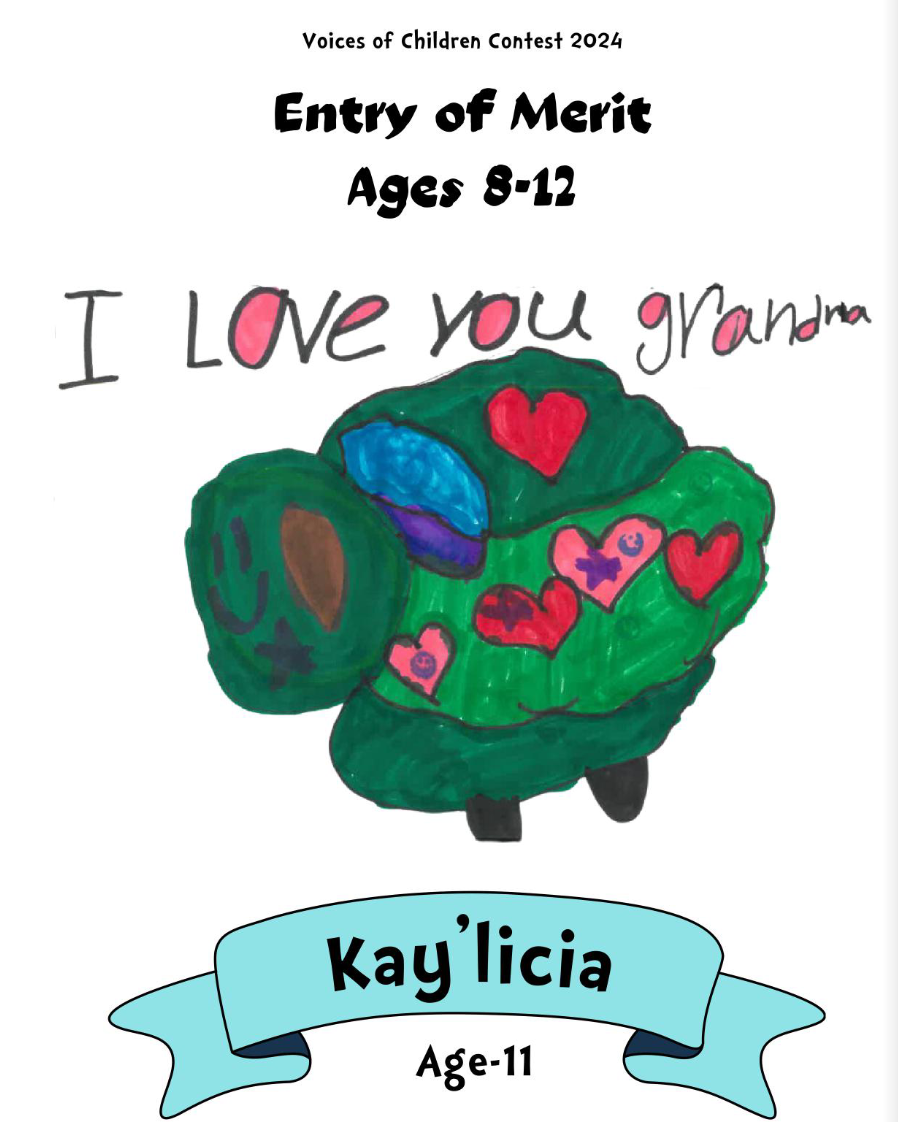 Voices of Children Contest 2024
Entry of Merit
Ages 8-12
I Love you grandma
Kay'licia
Age-11